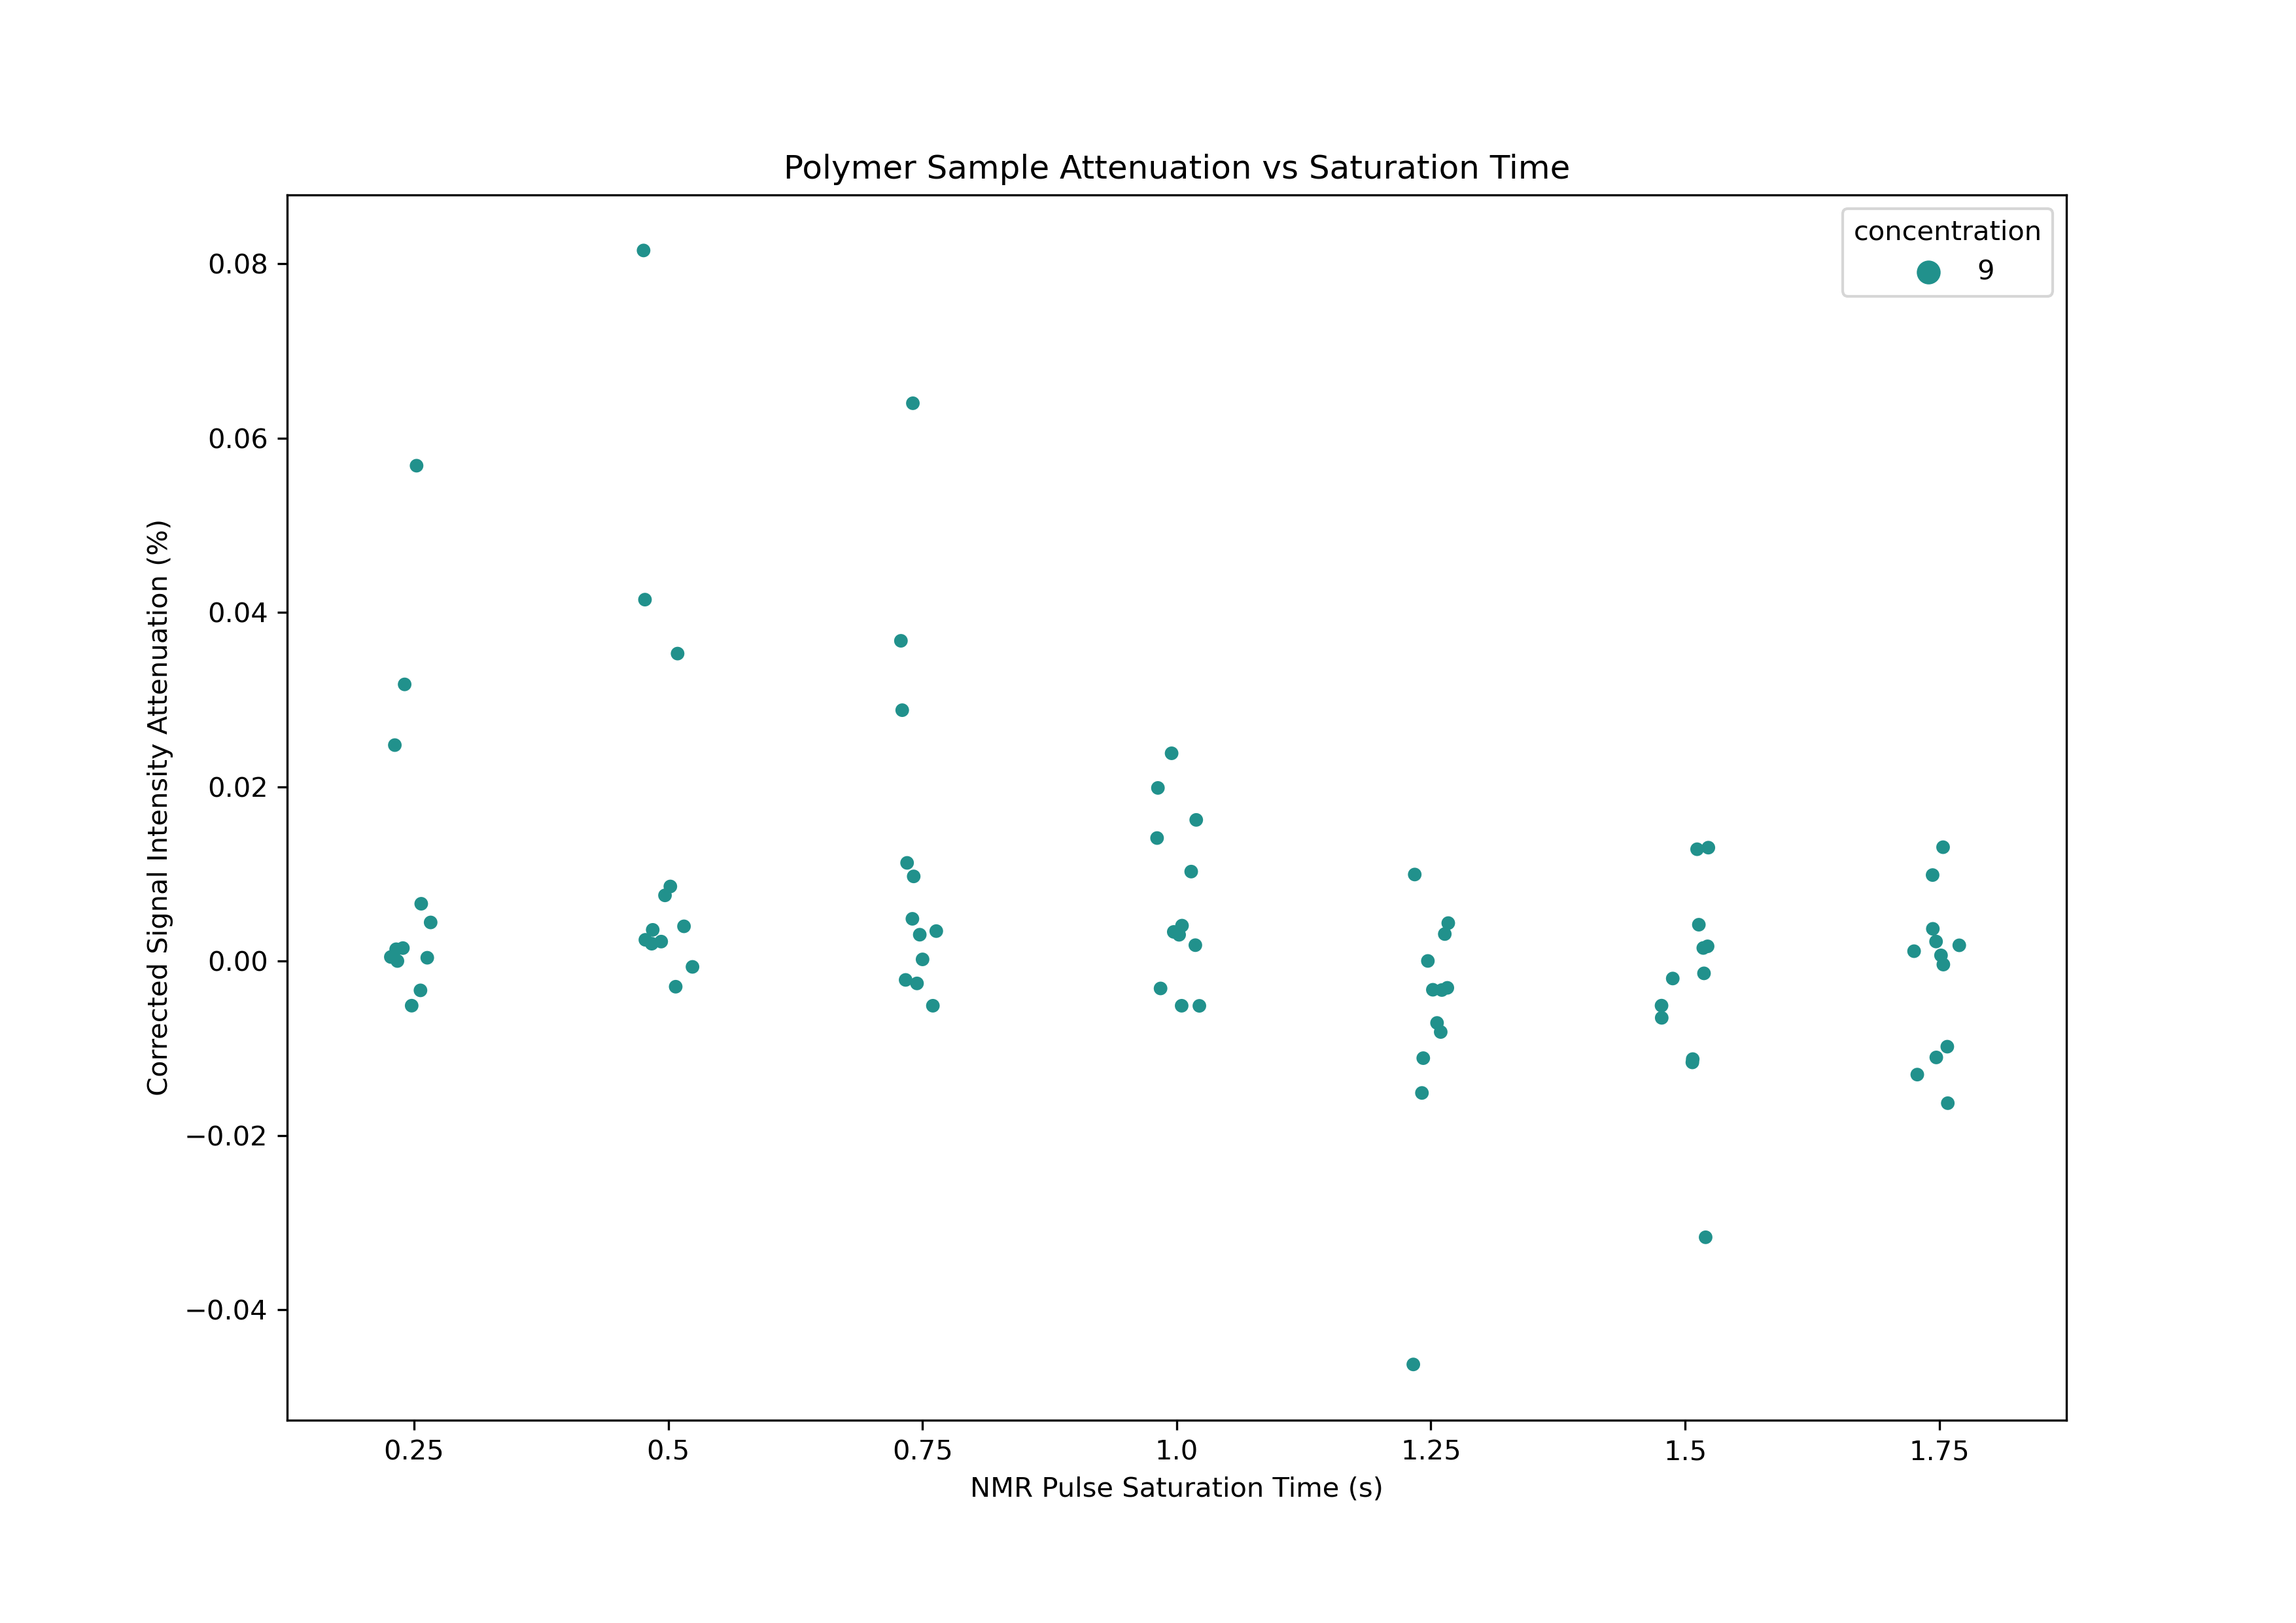 Polymer Sample Attenuation vs Saturation Time
concentration
9
0.08
0.06
0.04
0.02
0.00
−0.02
−0.04
Corrected Signal Intensity Attenuation (%)
0.25 0.5 0.75 1.0 1.25 1.5 1.75
NMR Pulse Saturation Time (s)